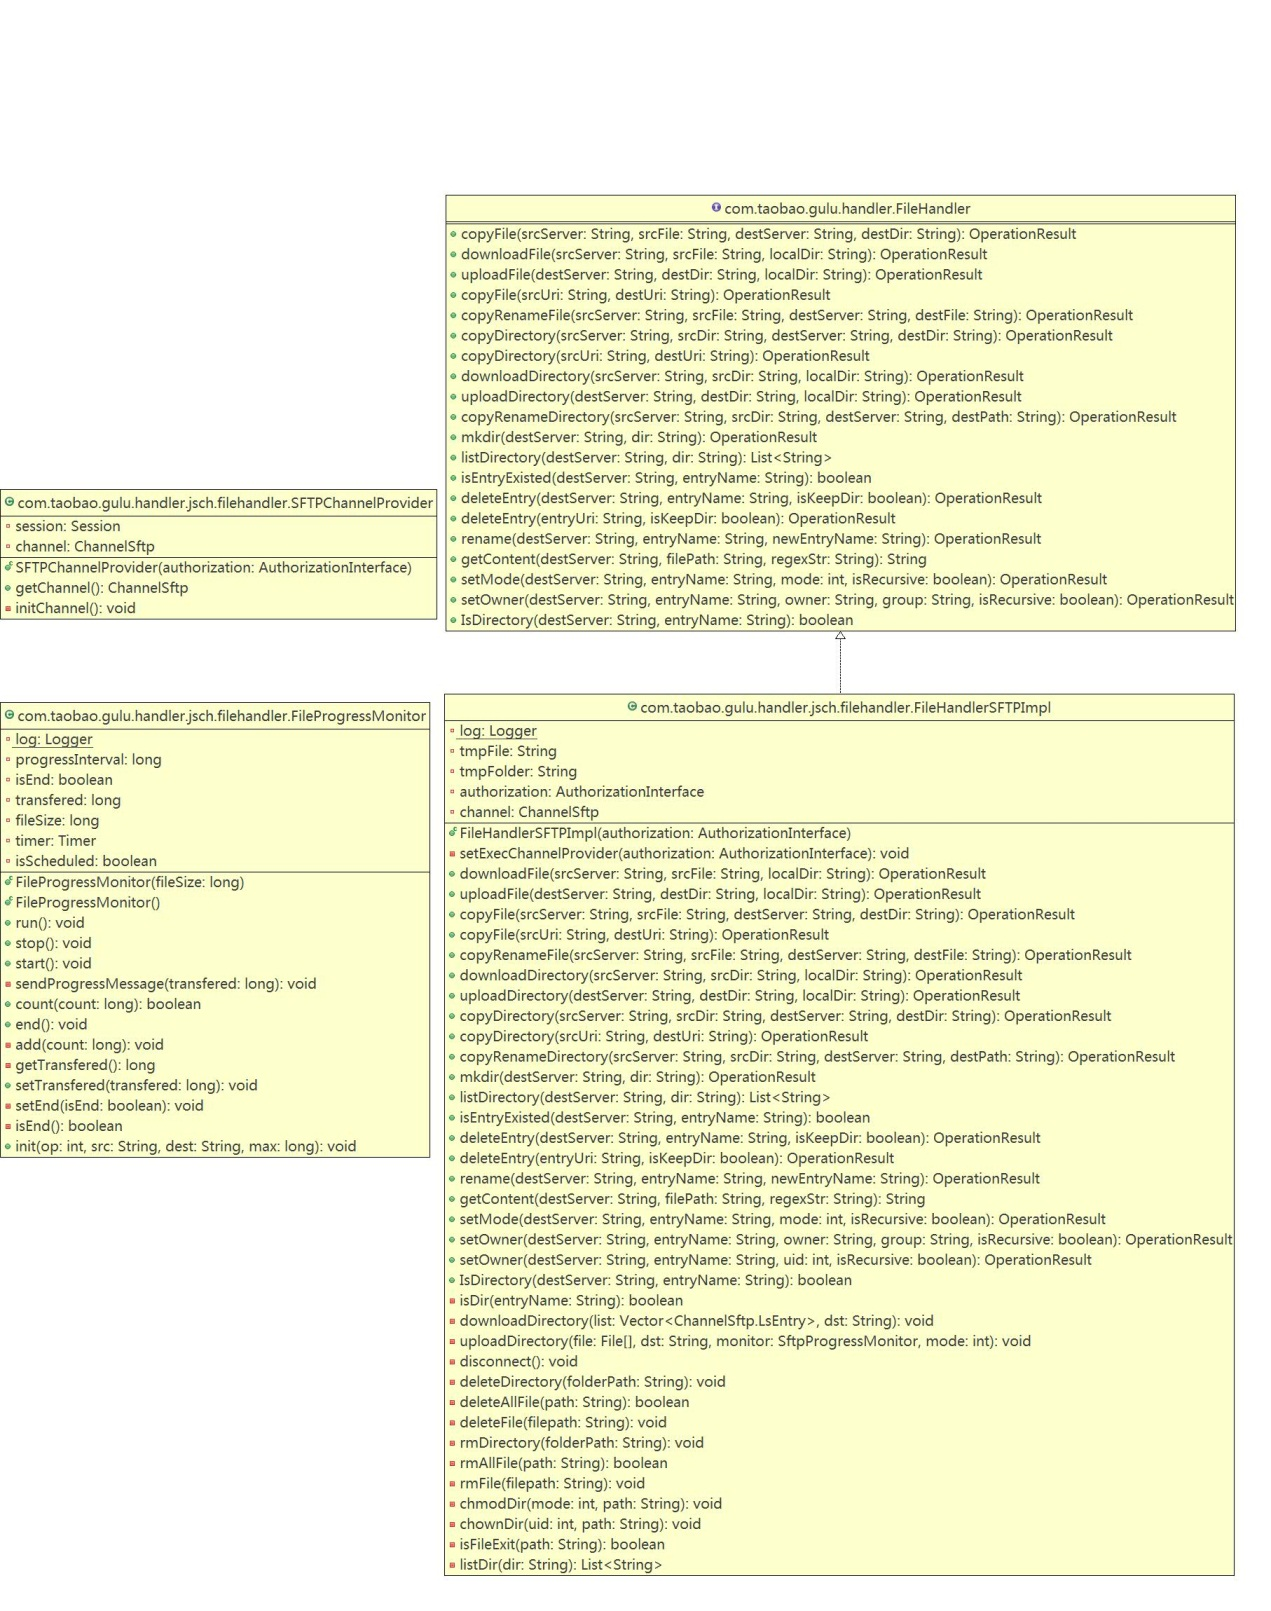 com.taobao.gulu.handler.FileHandler
copyFile(srcServer: String, srcFile: String, destServer: String, destDir: String): OperationResult
downloadFile(srcServer: String, srcFile: String, localDir: String): OperationResult
uploadFile(destServer: String, destDir: String, localDir: String): OperationResult
copyFile(srcUri: String, destUri: String): OperationResult
copyRenameFile(srcServer: String, srcFile: String, destServer: String, destFile: String): OperationResult
copyDirectory(srcServer: String, srcDir: String, destServer: String, destDir: String): OperationResult
copyDirectory(srcUri: String, destUri: String): OperationResult
downloadDirectory(srcServer: String, srcDir: String, localDir: String): OperationResult
uploadDirectory(destServer: String, destDir: String, localDir: String): OperationResult
copyRenameDirectory(srcServer: String, srcDir: String, destServer: String, destPath: String): OperationResult
mkdir(destServer: String, dir: String): OperationResult
listDirectory(destServer: String, dir: String): List<String>
isEntryExisted(destServer: String, entryName: String): boolean
deleteEntry(destServer: String, entryName: String, isKeepDir: boolean): OperationResult
deleteEntry(entryUri: String, isKeepDir: boolean): OperationResult
rename(destServer: String, entryName: String, newEntryName: String): OperationResult
getContent(destServer: String, filePath: String, regexStr: String): String
setMode(destServer: String, entryName: String, mode: int, isRecursive: boolean): OperationResult
setOwner(destServer: String, entryName: String, owner: String, group: String, isRecursive: boolean): OperationResult
IsDirectory(destServer: String, entryName: String): boolean
com.taobao.gulu.handler.jsch.filehandler.SFTPChannelProvider
session: Session
channel: ChannelSftp
SFTPChannelProvider(authorization: AuthorizationInterface)
getChannel(): ChannelSftp
initChannel(): void
com.taobao.gulu.handler.jsch.filehandler.FileProgressMonitor
log: Logger
progressInterval: long
isEnd: boolean
transfered: long
fileSize: long
timer: Timer
isScheduled: boolean
FileProgressMonitor(fileSize: long)
FileProgressMonitor()
run(): void
stop(): void
start(): void
sendProgressMessage(transfered: long): void
count(count: long): boolean
end(): void
add(count: long): void
getTransfered(): long
setTransfered(transfered: long): void
setEnd(isEnd: boolean): void
isEnd(): boolean
init(op: int, src: String, dest: String, max: long): void
com.taobao.gulu.handler.jsch.filehandler.FileHandlerSFTPImpl
log: Logger
tmpFile: String
tmpFolder: String
authorization: AuthorizationInterface
channel: ChannelSftp
FileHandlerSFTPImpl(authorization: AuthorizationInterface)
setExecChannelProvider(authorization: AuthorizationInterface): void
downloadFile(srcServer: String, srcFile: String, localDir: String): OperationResult
uploadFile(destServer: String, destDir: String, localDir: String): OperationResult
copyFile(srcServer: String, srcFile: String, destServer: String, destDir: String): OperationResult
copyFile(srcUri: String, destUri: String): OperationResult
copyRenameFile(srcServer: String, srcFile: String, destServer: String, destFile: String): OperationResult
downloadDirectory(srcServer: String, srcDir: String, localDir: String): OperationResult
uploadDirectory(destServer: String, destDir: String, localDir: String): OperationResult
copyDirectory(srcServer: String, srcDir: String, destServer: String, destDir: String): OperationResult
copyDirectory(srcUri: String, destUri: String): OperationResult
copyRenameDirectory(srcServer: String, srcDir: String, destServer: String, destPath: String): OperationResult
mkdir(destServer: String, dir: String): OperationResult
listDirectory(destServer: String, dir: String): List<String>
isEntryExisted(destServer: String, entryName: String): boolean
deleteEntry(destServer: String, entryName: String, isKeepDir: boolean): OperationResult
deleteEntry(entryUri: String, isKeepDir: boolean): OperationResult
rename(destServer: String, entryName: String, newEntryName: String): OperationResult
getContent(destServer: String, filePath: String, regexStr: String): String
setMode(destServer: String, entryName: String, mode: int, isRecursive: boolean): OperationResult
setOwner(destServer: String, entryName: String, owner: String, group: String, isRecursive: boolean): OperationResult
setOwner(destServer: String, entryName: String, uid: int, isRecursive: boolean): OperationResult
IsDirectory(destServer: String, entryName: String): boolean
isDir(entryName: String): boolean
downloadDirectory(list: Vector<ChannelSftp.LsEntry>, dst: String): void
uploadDirectory(file: File[], dst: String, monitor: SftpProgressMonitor, mode: int): void
disconnect(): void
deleteDirectory(folderPath: String): void
deleteAllFile(path: String): boolean
deleteFile(filepath: String): void
rmDirectory(folderPath: String): void
rmAllFile(path: String): boolean
rmFile(filepath: String): void
chmodDir(mode: int, path: String): void
chownDir(uid: int, path: String): void
isFileExit(path: String): boolean
listDir(dir: String): List<String>